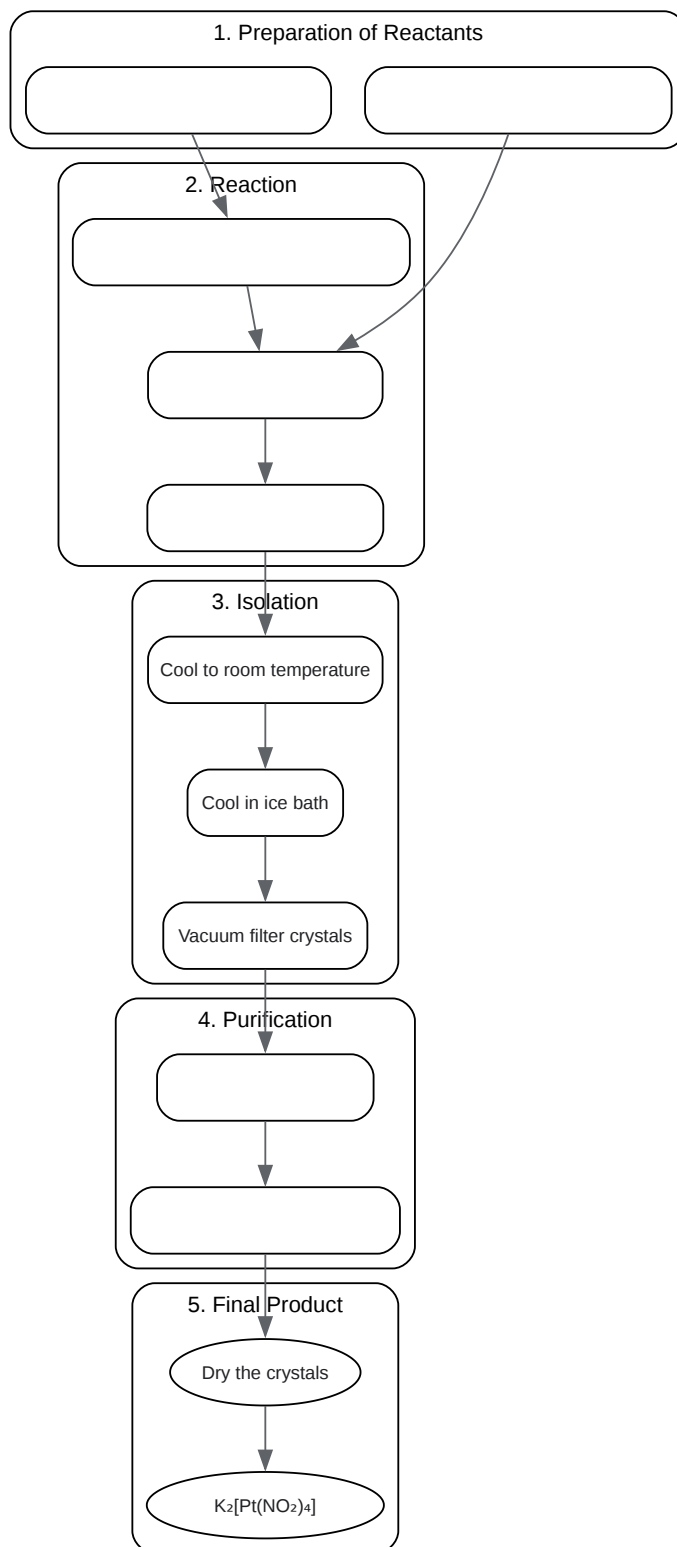 1. Preparation of Reactants
2. Reaction
3. Isolation
Cool to room temperature
Cool in ice bath
Vacuum filter crystals
4. Purification
5. Final Product
Dry the crystals
K₂[Pt(NO₂)₄]